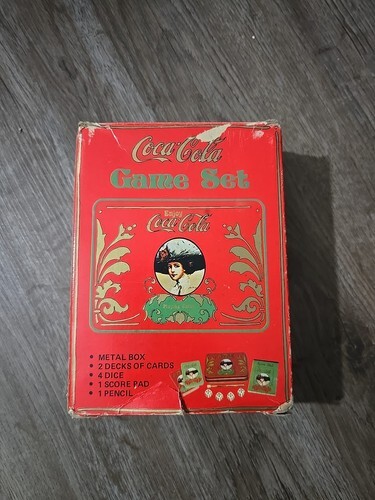 Coca-Cola
Game Set
Enjoy
Coca-Cola
• METAL BOX
• 2 DECKS OF CARDS
• 4 DICE
• 1 SCORE PAD
• 1 PENCIL